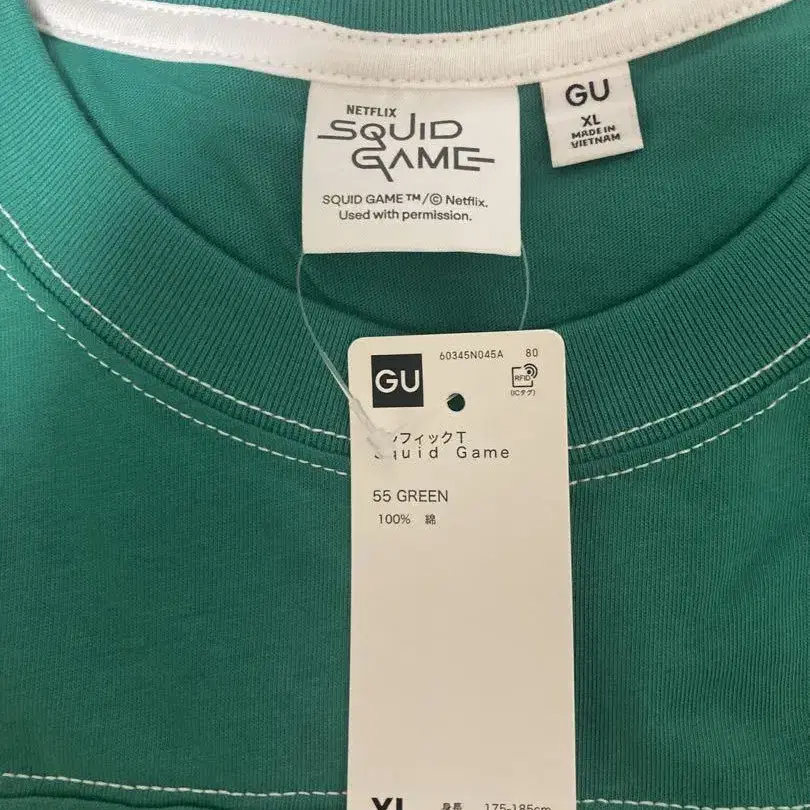 NETFLIX
SQUID
GAME
SQUID GAME™/© Netflix.
Used with permission.
GU
XL
MADE IN
VIETNAM
60345N045A 80
GU
RFID
(ICタグ)
フィックT
Squid Game
55 GREEN
100% 綿
XL 身長 175-185cm